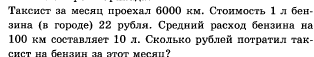 Таксист за месяц проехал 6000 км. Стоимость 1 л бен-
зина (в городе) 22 рубля. Средний расход бензина на
100 км составляет 10 л. Сколько рублей потратил так-
сист на бензин за этот месяц?